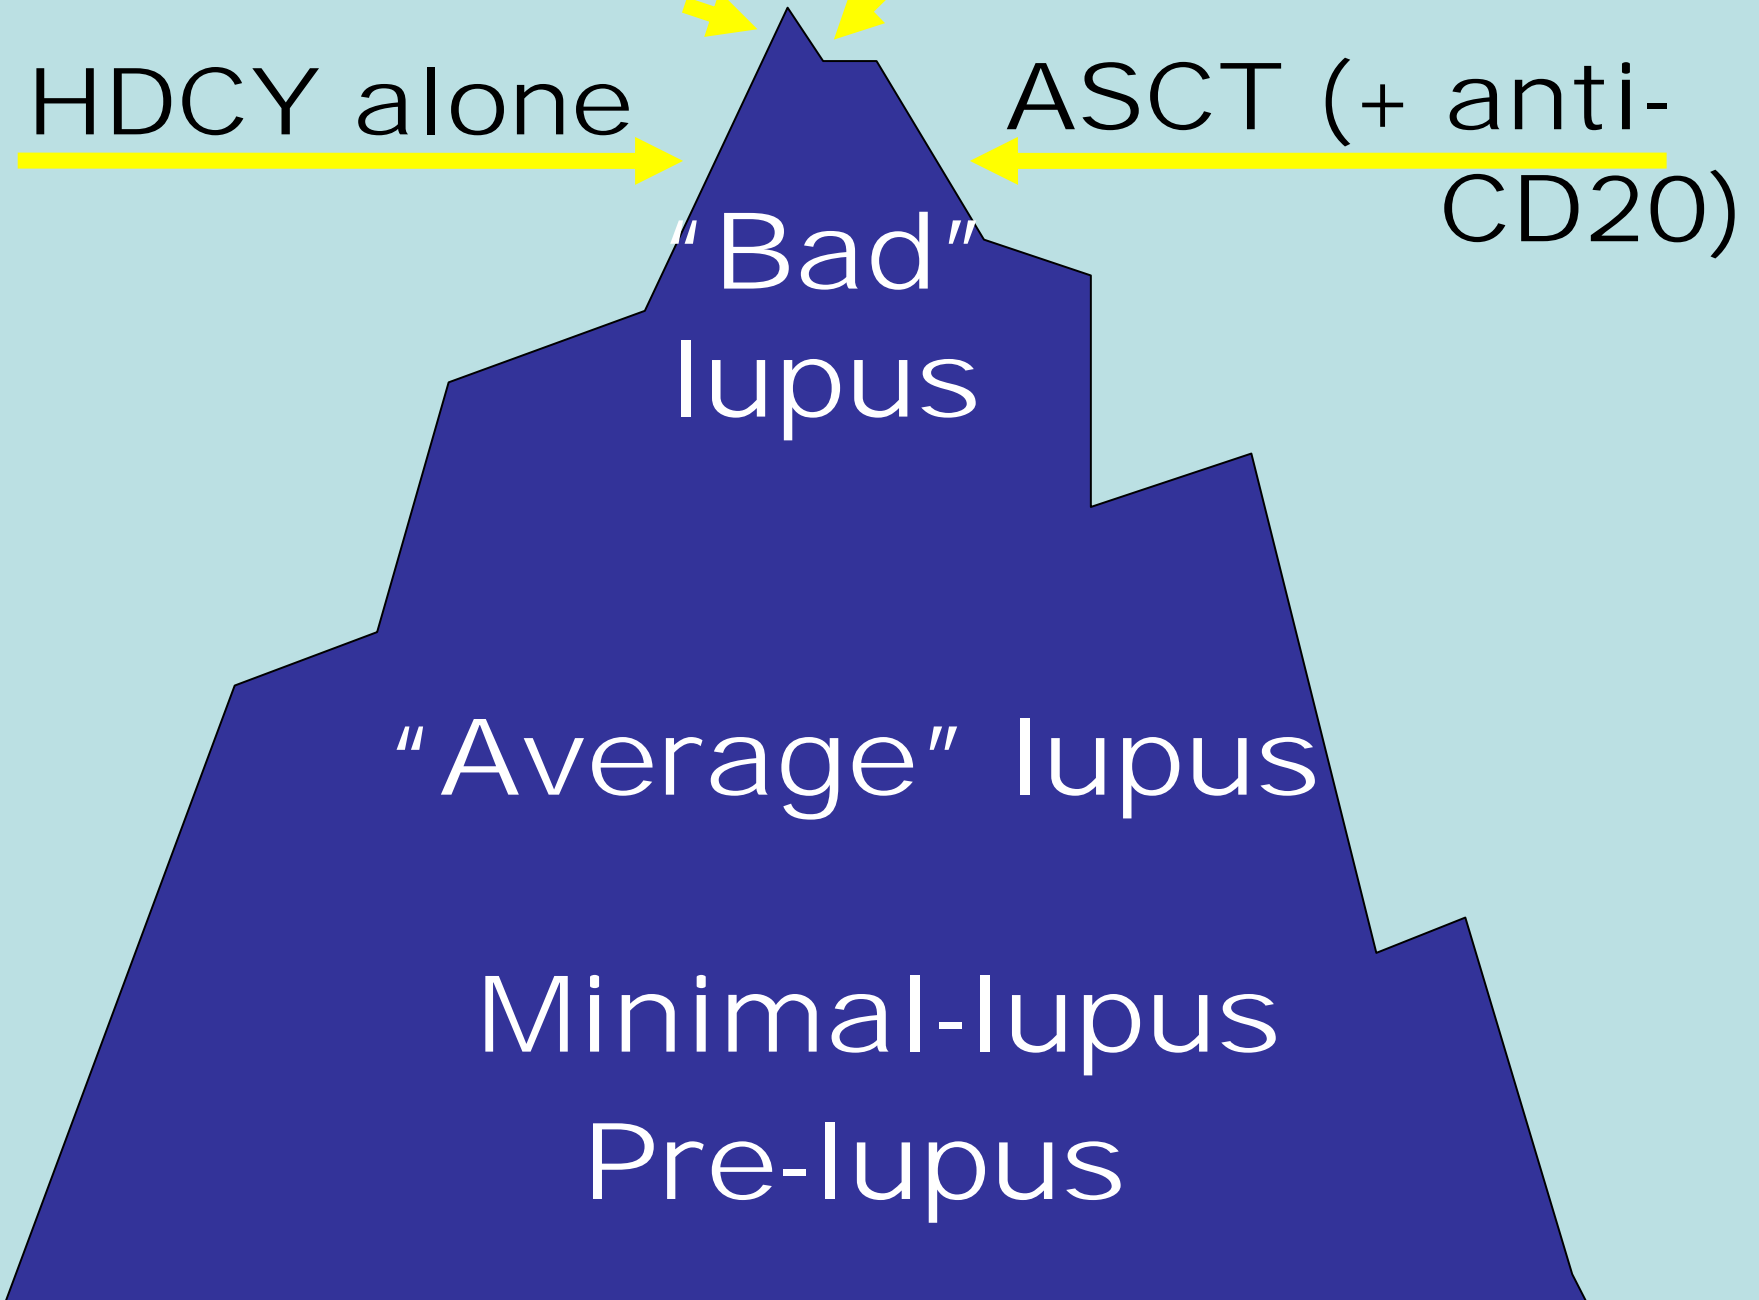 HDCY alone
ASCT (+ anti-
CD20)
"Bad"
lupus
"Average" lupus
Minimal-lupus
Pre-lupus